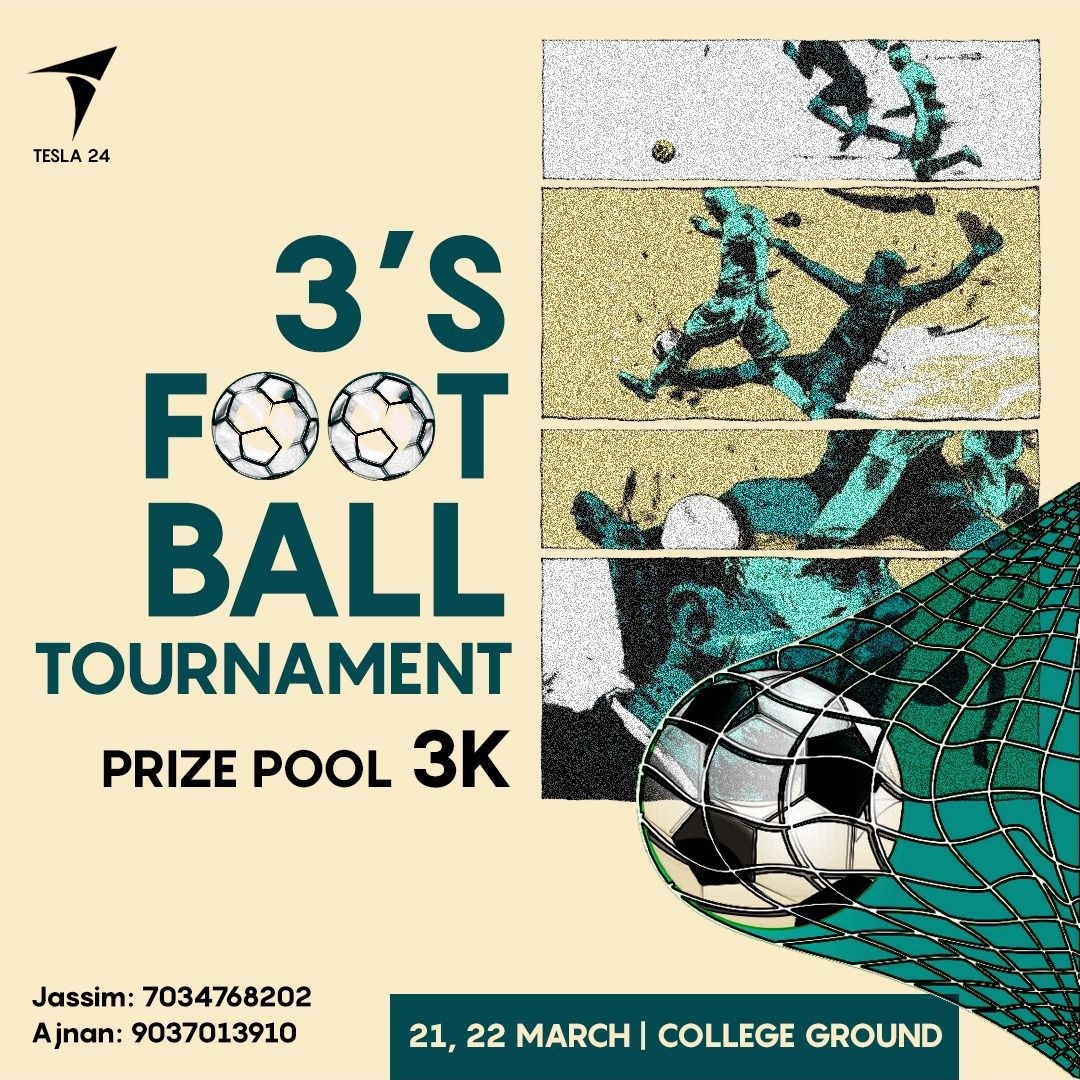 TESLA 24
3'S
FOOT
BALL
TOURNAMENT
PRIZE POOL 3K
Jassim: 7034768202
Ajnan: 9037013910
21, 22 MARCH | COLLEGE GROUND